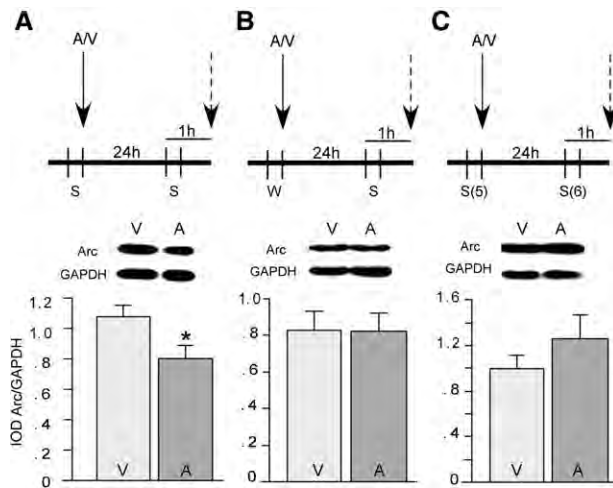 A B C
A/V A/V A/V
1h 1h 1h
24h 24h 24h
S S W S S(5) S(6)
V A V A V A
Arc Arc Arc
GAPDH GAPDH GAPDH
1.2 1.0 1.6
1.0 .8 1.2
.8 .6 .8
.6 .4 .4
.4 .2 0
.2 0
0
*
IOD Arc/GAPDH
V A V A V A